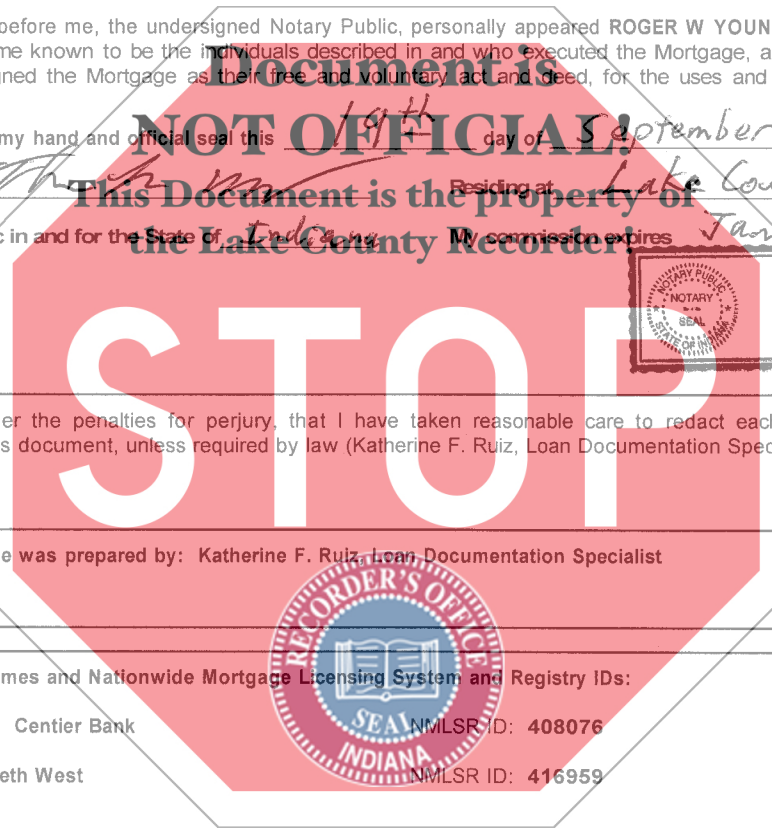 before me, the undersigned Notary Public, personally appeared ROGER W YOUN
me known to be the individuals described in and who executed the Mortgage, a
gned the Mortgage as their free and voluntary act and deed, for the uses and
Document is
my hand and official seal this 19th day of September
NOT OFFICIAL!
This Document is the property of
Residing at Lake Cou
c in and for the State of Indiana My commission expires Jan
the Lake County Recorder!
NOTARY PUBLIC
NOTARY
SEAL
STATE OF INDIANA
STOP
er the penalties for perjury, that I have taken reasonable care to redact each
s document, unless required by law (Katherine F. Ruiz, Loan Documentation Spec
e was prepared by: Katherine F. Ruiz, Loan Documentation Specialist
RECORDER'S OFFICE
SEAL
INDIANA
mes and Nationwide Mortgage Licensing System and Registry IDs:
Centier Bank NMLSR ID: 408076
eth West NMLSR ID: 416959